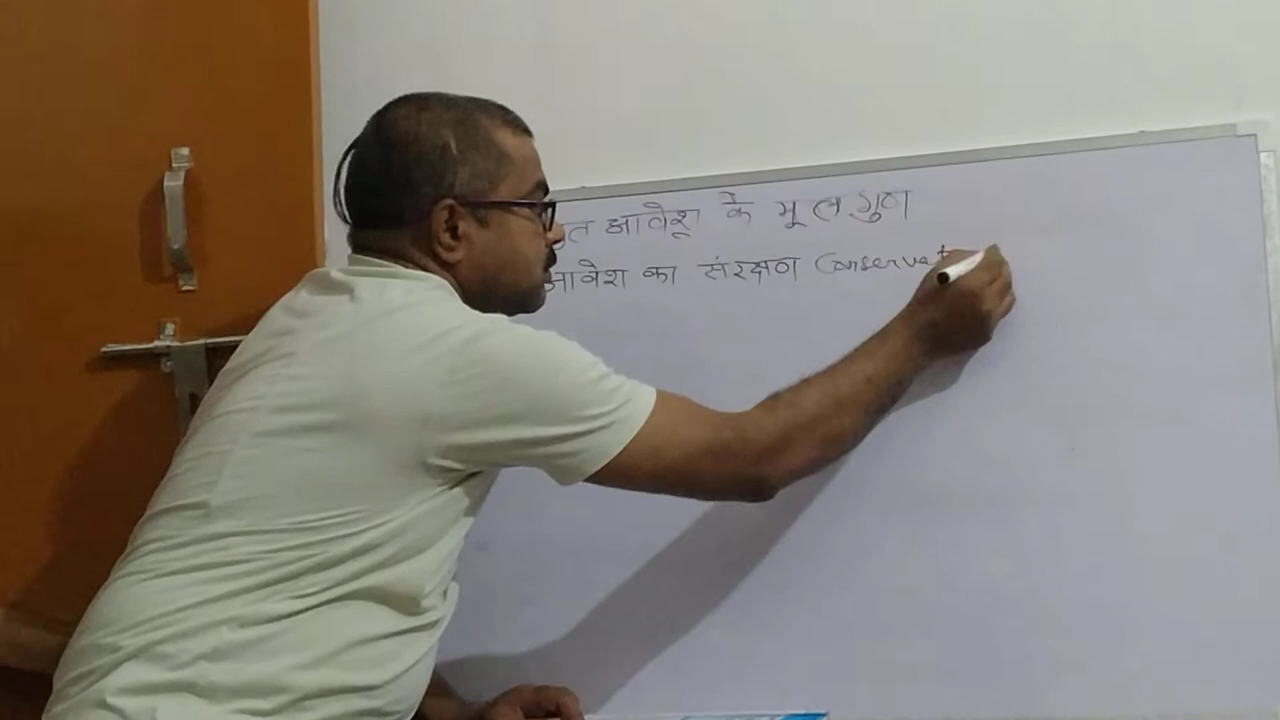 आवेश के मूल गुण
आवेश का संरक्षण Conservat